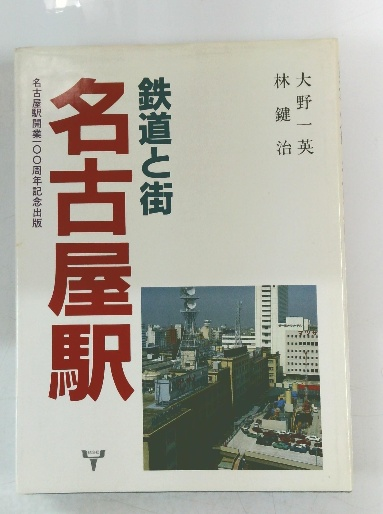 大野一英
林鍵治
鉄道と街
名古屋駅
名古屋駅開業一〇〇周年記念出版